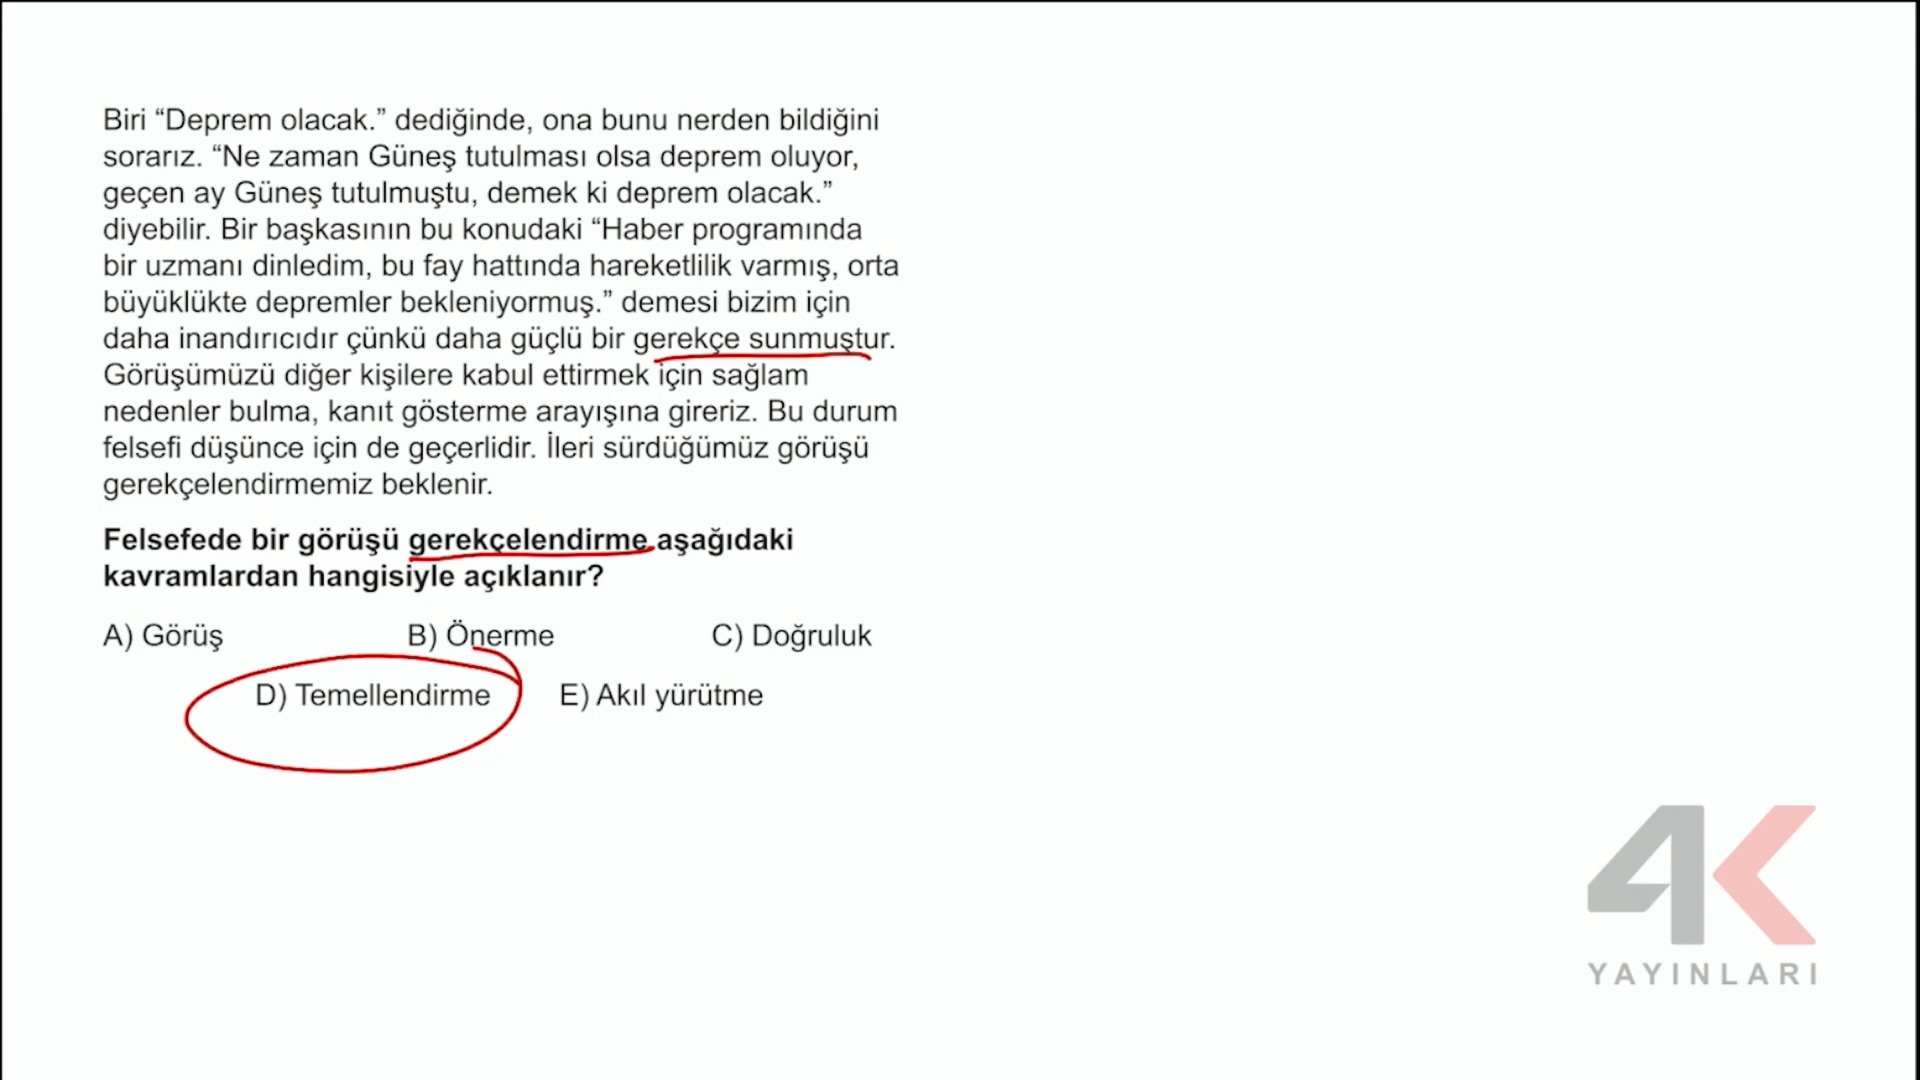 Biri “Deprem olacak.” dediğinde, ona bunu nerden bildiğini
sorarız. “Ne zaman Güneş tutulması olsa deprem oluyor,
geçen ay Güneş tutulmuştu, demek ki deprem olacak.”
diyebilir. Bir başkasının bu konudaki “Haber programında
bir uzmanı dinledim, bu fay hattında hareketlilik varmış, orta
büyüklükte depremler bekleniyormuş.” demesi bizim için
daha inandırıcıdır çünkü daha güçlü bir gerekçe sunmuştur.
Görüşümüzü diğer kişilere kabul ettirmek için sağlam
nedenler bulma, kanıt gösterme arayışına gireriz. Bu durum
felsefi düşünce için de geçerlidir. İleri sürdüğümüz görüşü
gerekçelendirmemiz beklenir.
Felsefede bir görüşü gerekçelendirme aşağıdaki
kavramlardan hangisiyle açıklanır?
A) Görüş B) Önerme C) Doğruluk
D) Temellendirme E) Akıl yürütme
4K
YAYINLARI